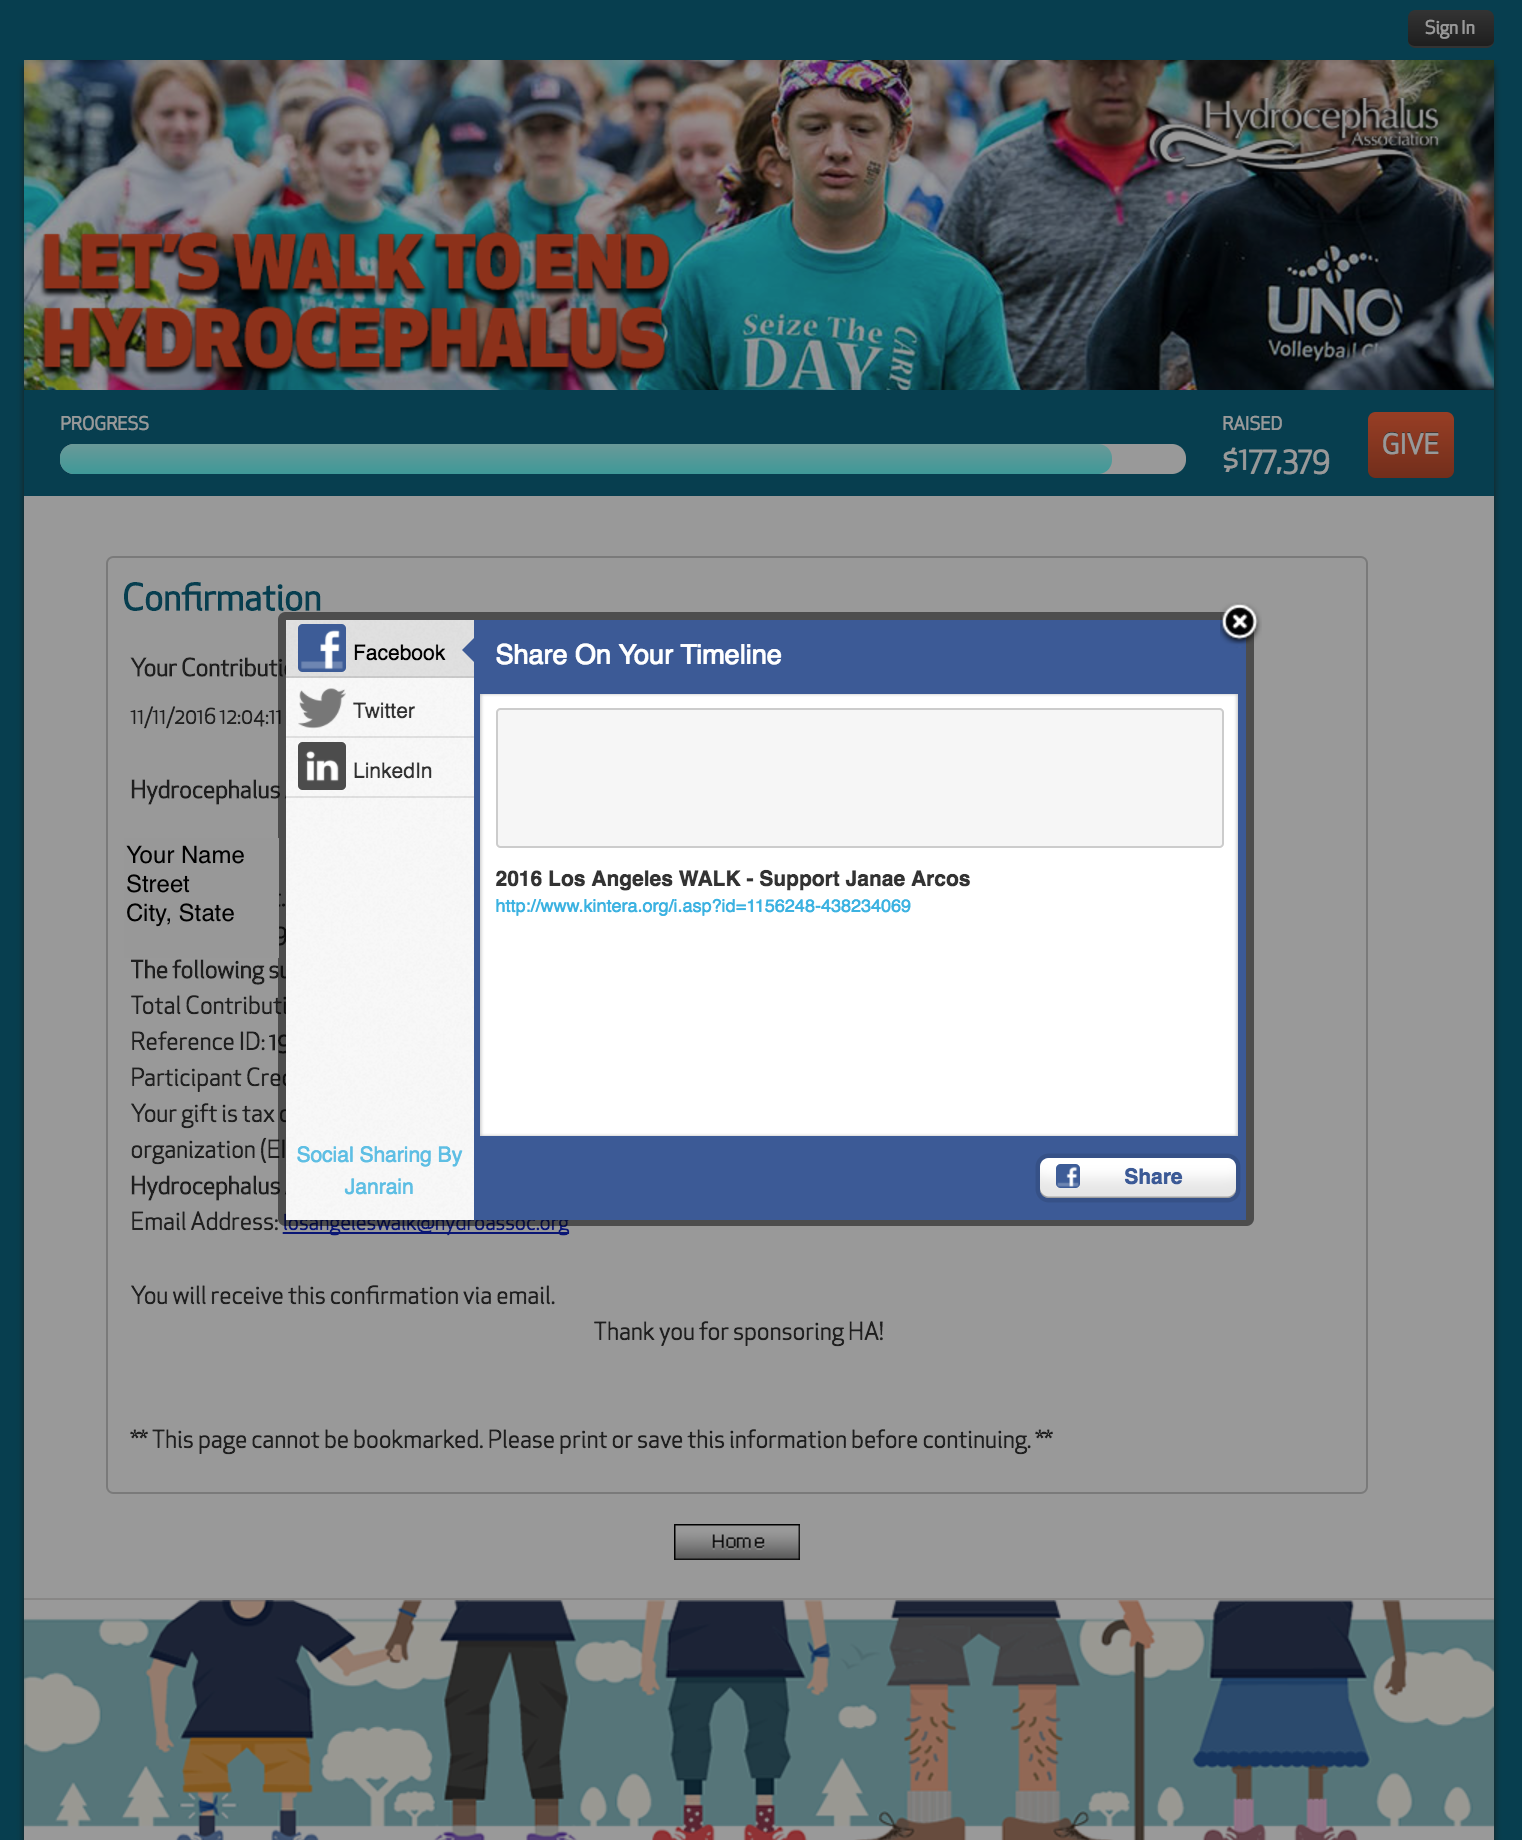 Sign In
Hydrocephalus
Association
LET'S WALK TO END
HYDROCEPHALUS
Seize The
DAY
CARP
UNO
Volleyball
PROGRESS
RAISED
$177,379
GIVE
Confirmation
Your Contributi
11/11/2016 12:04:11
Hydrocephalus
Your Name
Street
City, State
The following su
Total Contributi
Reference ID: 19
Participant Cre
Your gift is tax
organization (EI
Hydrocephalus
Email Address: losangeleswalk@hydroassoc.org
Facebook
Twitter
LinkedIn
Social Sharing By
Janrain
Share On Your Timeline
2016 Los Angeles WALK - Support Janae Arcos
http://www.kintera.org/i.asp?id=1156248-438234069
Share
You will receive this confirmation via email.
Thank you for sponsoring HA!
** This page cannot be bookmarked. Please print or save this information before continuing. **
Home